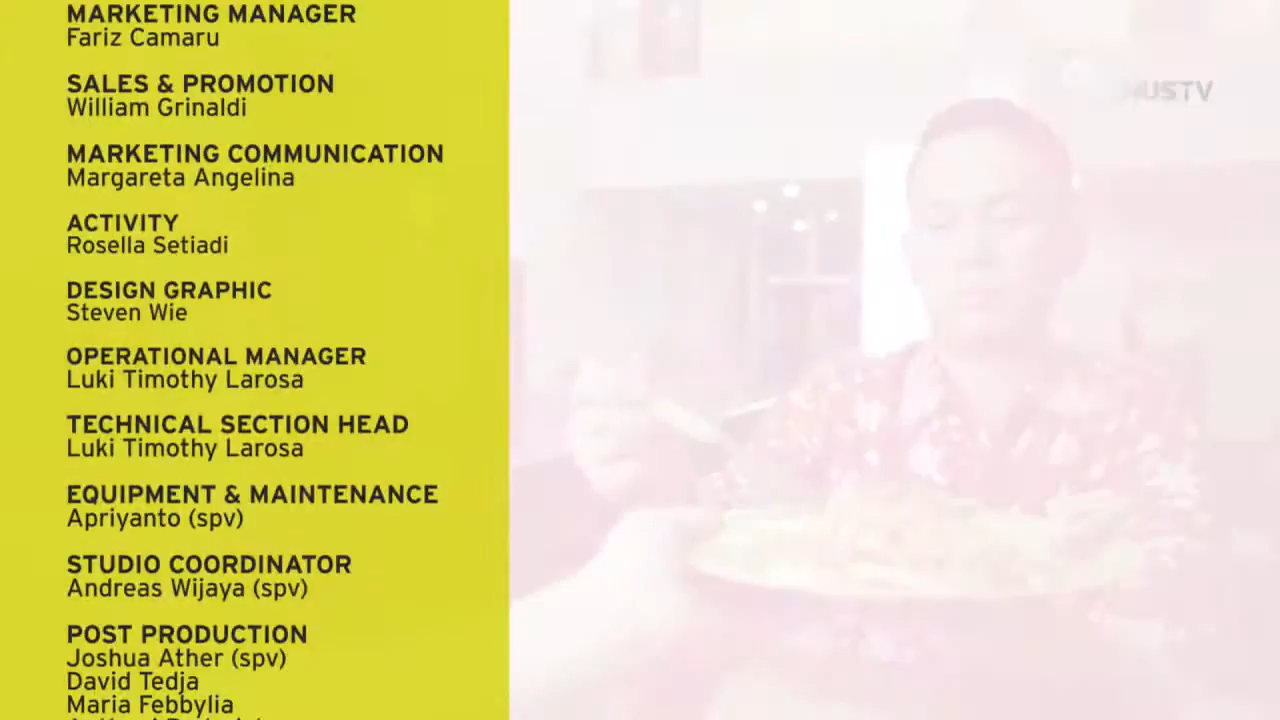 MARKETING MANAGER
Fariz Camaru
SALES & PROMOTION
William Grinaldi
MARKETING COMMUNICATION
Margareta Angelina
ACTIVITY
Rosella Setiadi
DESIGN GRAPHIC
Steven Wie
OPERATIONAL MANAGER
Luki Timothy Larosa
TECHNICAL SECTION HEAD
Luki Timothy Larosa
EQUIPMENT & MAINTENANCE
Apriyanto (spv)
STUDIO COORDINATOR
Andreas Wijaya (spv)
POST PRODUCTION
Joshua Ather (spv)
David Tedja
Maria Febbylia